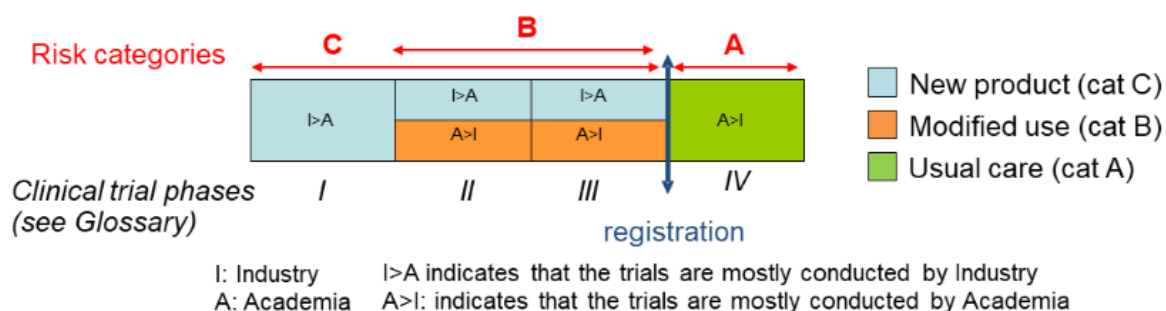 Risk categories
C
B
A
I>A
I>A
I>A
A>I
A>I
A>I
New product (cat C)
Modified use (cat B)
Usual care (cat A)
Clinical trial phases
(see Glossary)
I
II
III
IV
registration
I: Industry I>A indicates that the trials are mostly conducted by Industry
A: Academia A>I: indicates that the trials are mostly conducted by Academia